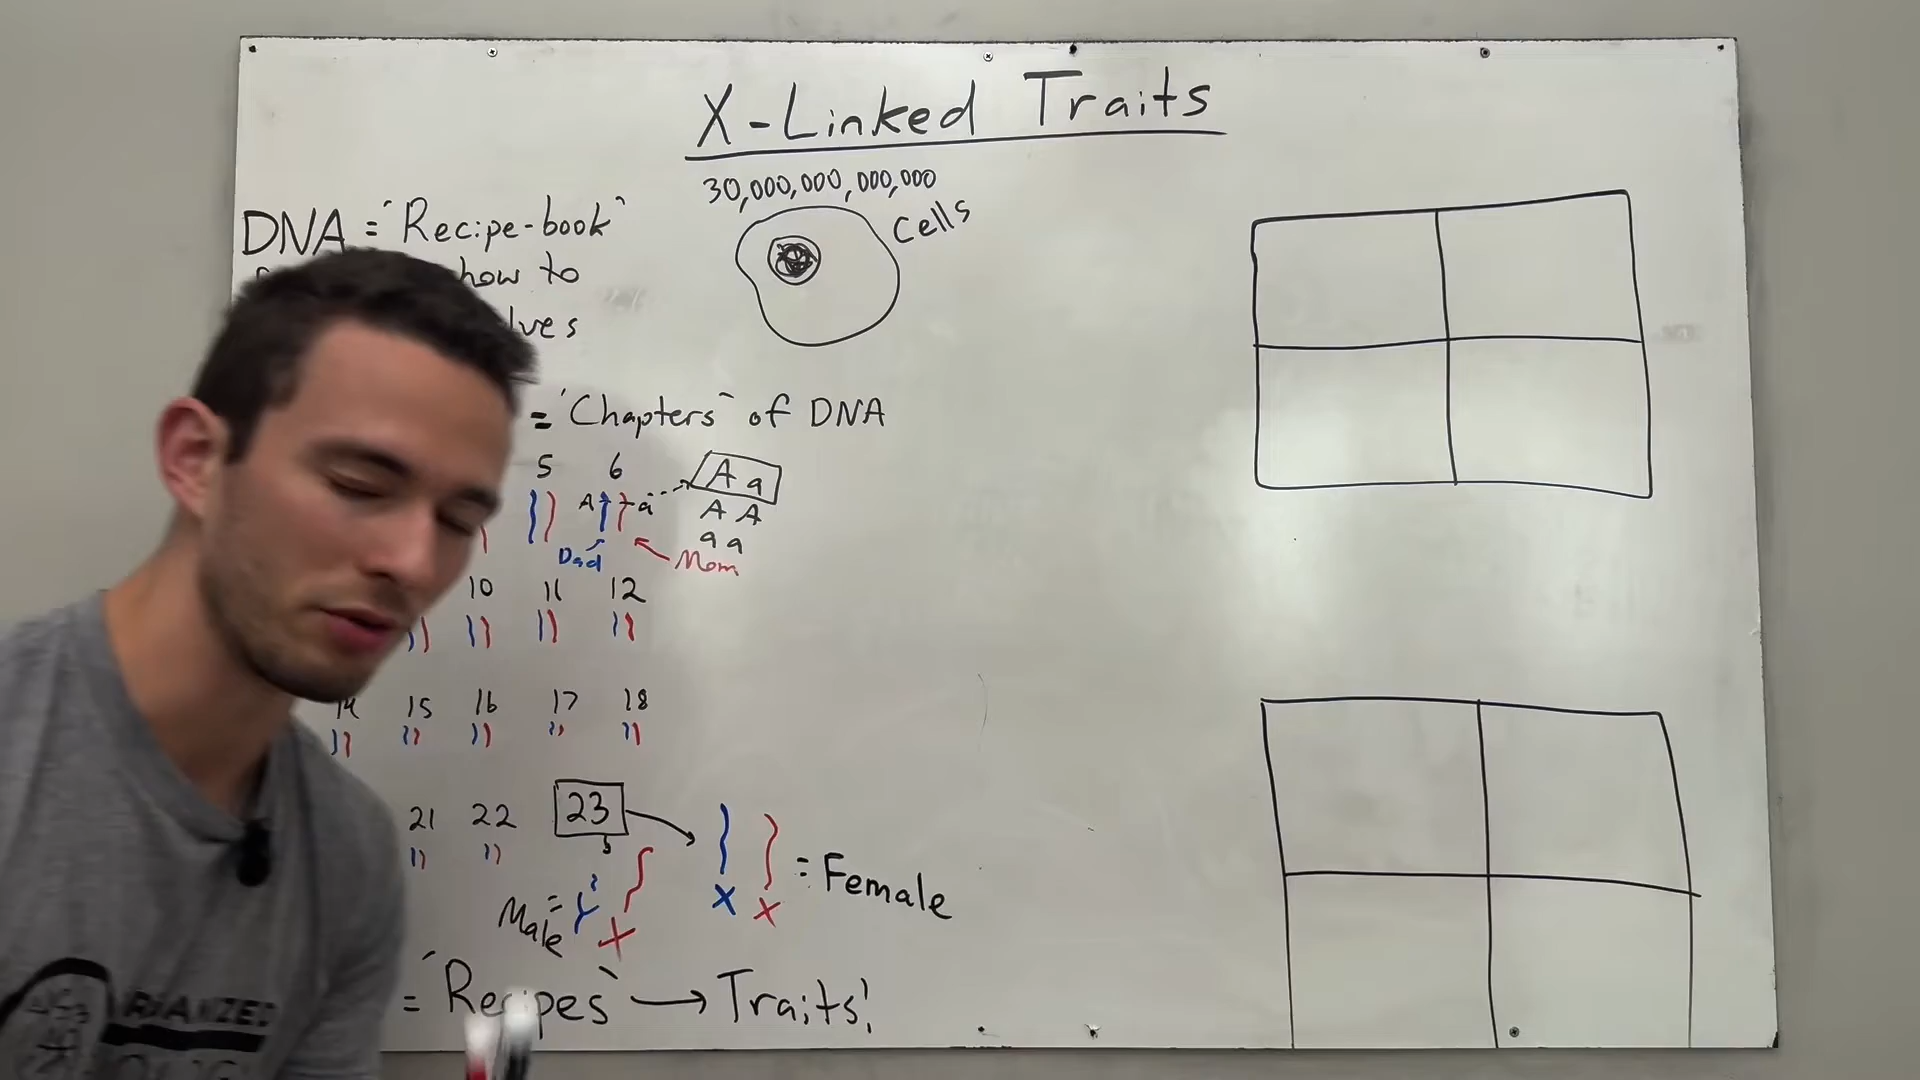 X-Linked Traits
30,000,000,000,000
Cells
DNA = "Recipe-book"
how to
= "Chapters" of DNA
5 6
A a
A a
A A
a a
Dad
Mom
10 11 12
14 15 16 17 18
21 22 23
Male =
Y X
X X
= Female
= "Recipes" → Traits!